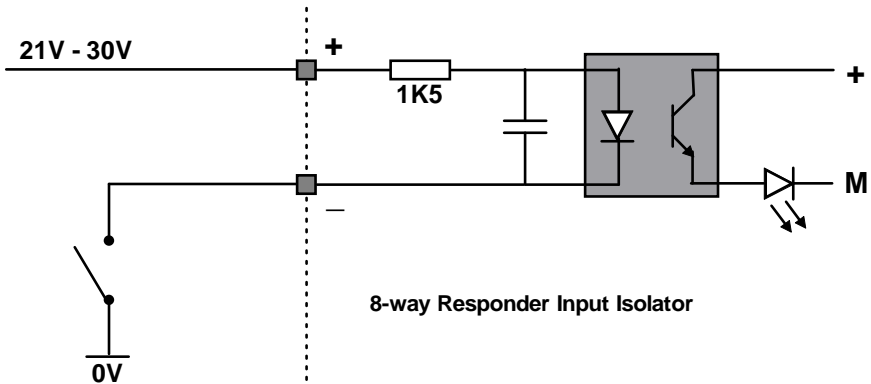 21V - 30V
+
1K5
+
–
M
8-way Responder Input Isolator
0V